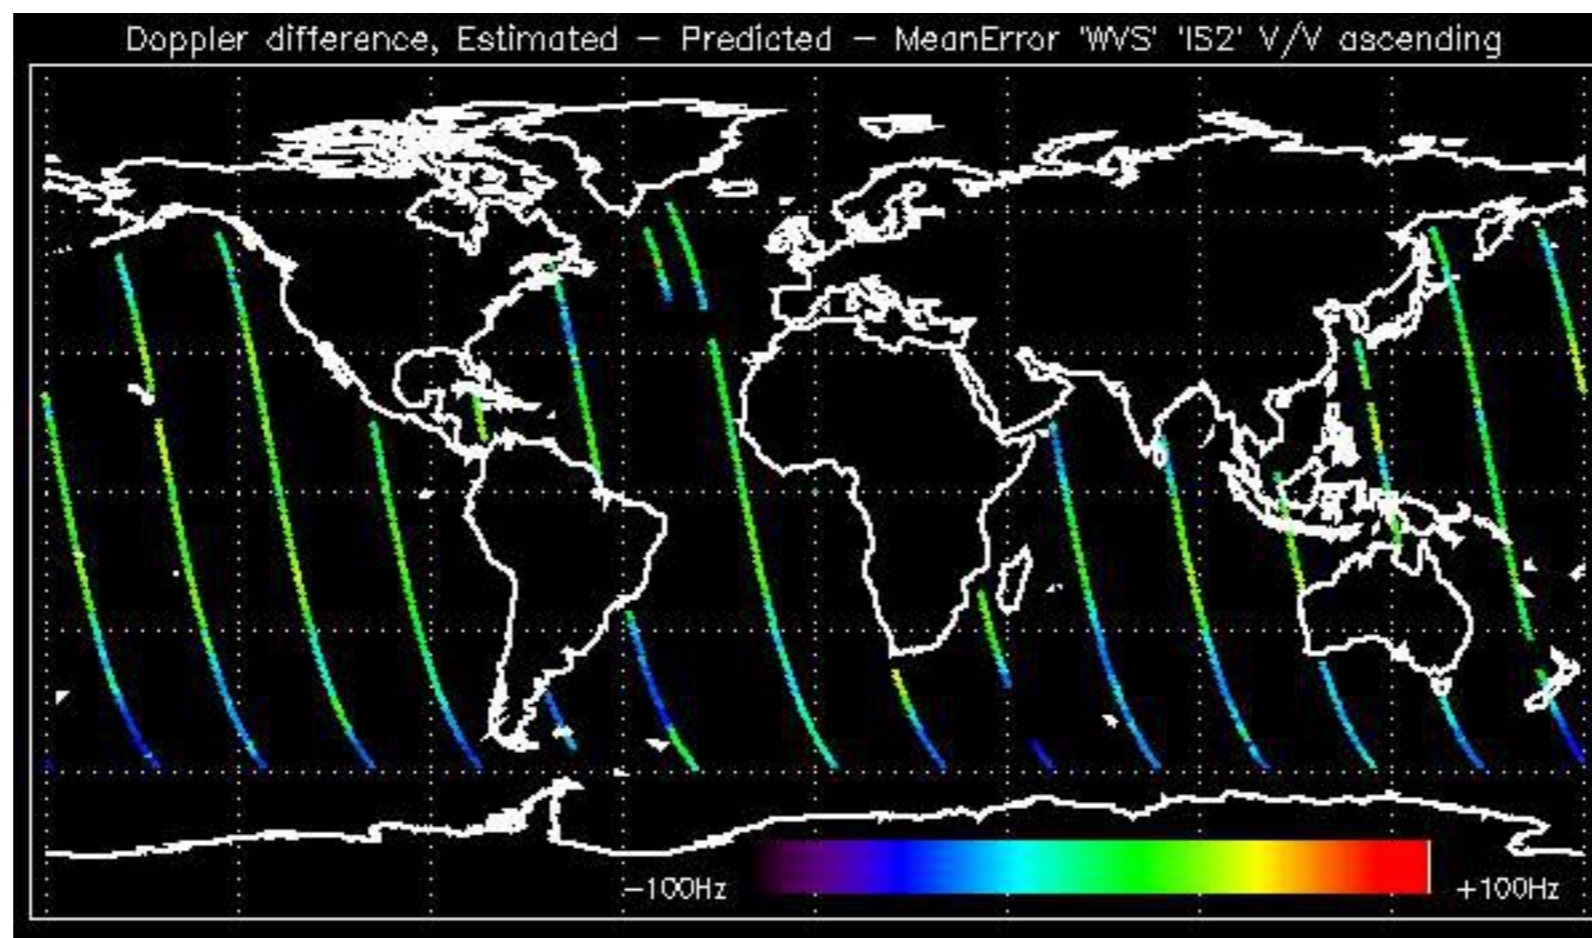 Doppler difference, Estimated – Predicted – MeanError 'WVS' 'IS2' V/V ascending
–100Hz
+100Hz